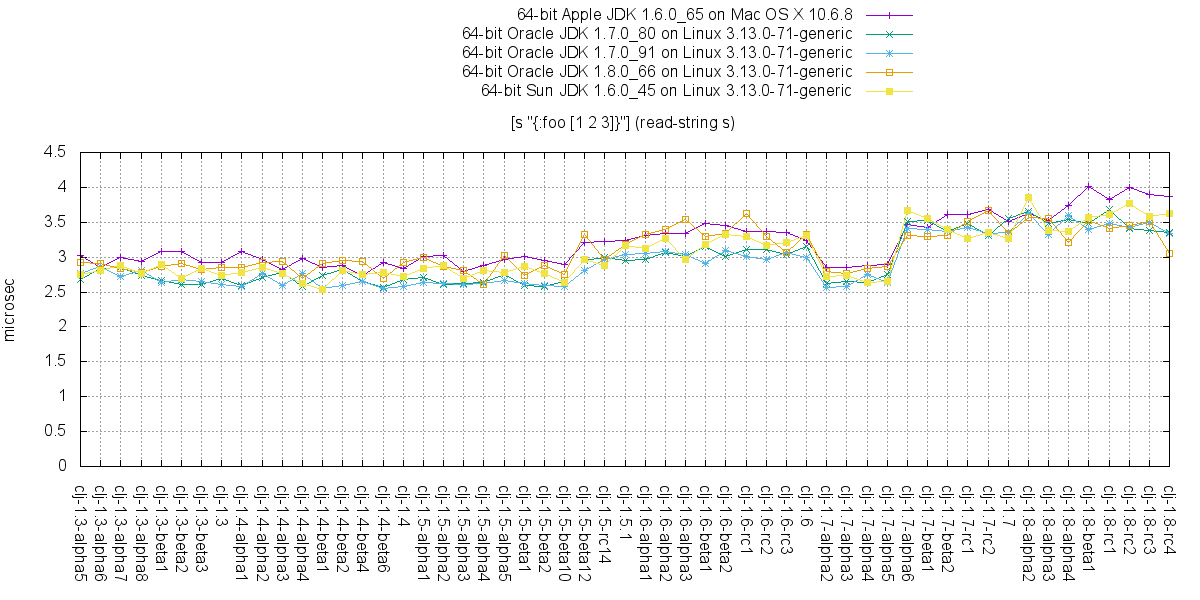 64-bit Apple JDK 1.6.0_65 on Mac OS X 10.6.8
64-bit Oracle JDK 1.7.0_80 on Linux 3.13.0-71-generic
64-bit Oracle JDK 1.7.0_91 on Linux 3.13.0-71-generic
64-bit Oracle JDK 1.8.0_66 on Linux 3.13.0-71-generic
64-bit Sun JDK 1.6.0_45 on Linux 3.13.0-71-generic
[s "{:foo [1 2 3]}"] (read-string s)
4.5
4
3.5
3
2.5
2
1.5
1
0.5
0
microsec
clj-1.3-alpha5
clj-1.3-alpha6
clj-1.3-alpha7
clj-1.3-alpha8
clj-1.3-beta1
clj-1.3-beta2
clj-1.3-beta3
clj-1.3
clj-1.4-alpha1
clj-1.4-alpha2
clj-1.4-alpha3
clj-1.4-alpha4
clj-1.4-beta1
clj-1.4-beta2
clj-1.4-beta4
clj-1.4-beta6
clj-1.4
clj-1.5-alpha1
clj-1.5-alpha2
clj-1.5-alpha3
clj-1.5-alpha4
clj-1.5-alpha5
clj-1.5-beta1
clj-1.5-beta2
clj-1.5-beta10
clj-1.5-beta12
clj-1.5-rc14
clj-1.5.1
clj-1.6-alpha1
clj-1.6-alpha2
clj-1.6-alpha3
clj-1.6-beta1
clj-1.6-beta2
clj-1.6-rc1
clj-1.6-rc2
clj-1.6-rc3
clj-1.6
clj-1.7-alpha2
clj-1.7-alpha3
clj-1.7-alpha4
clj-1.7-alpha5
clj-1.7-alpha6
clj-1.7-beta1
clj-1.7-beta2
clj-1.7-rc1
clj-1.7-rc2
clj-1.7
clj-1.8-alpha2
clj-1.8-alpha3
clj-1.8-alpha4
clj-1.8-beta1
clj-1.8-rc1
clj-1.8-rc2
clj-1.8-rc3
clj-1.8-rc4